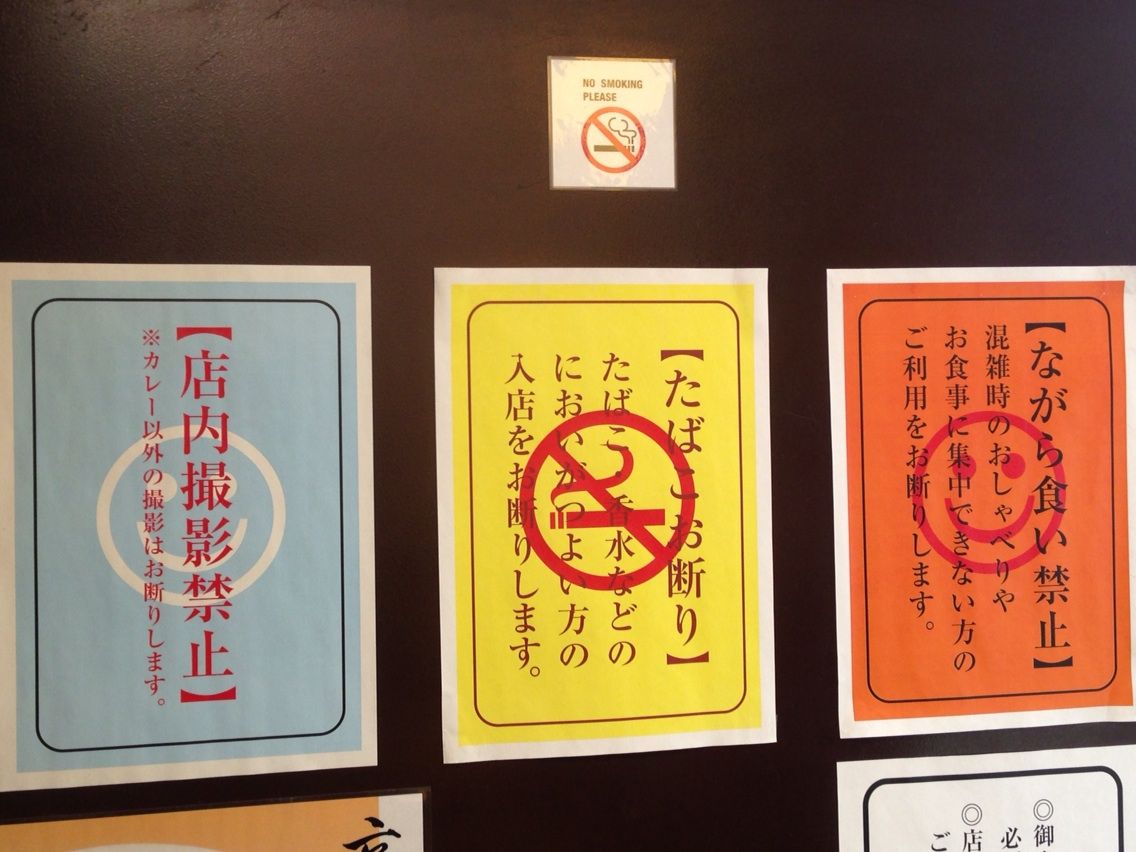 NO SMOKING
PLEASE
【店内撮影禁止】
※カレー以外の撮影はお断りします。
【たばこお断り】
たばこ・香水などの
においがつよい方の
入店をお断りします。
【ながら食い禁止】
混雑時のおしゃべりや
お食事に集中できない方の
ご利用をお断りします。
◎御
必
◎店
ご